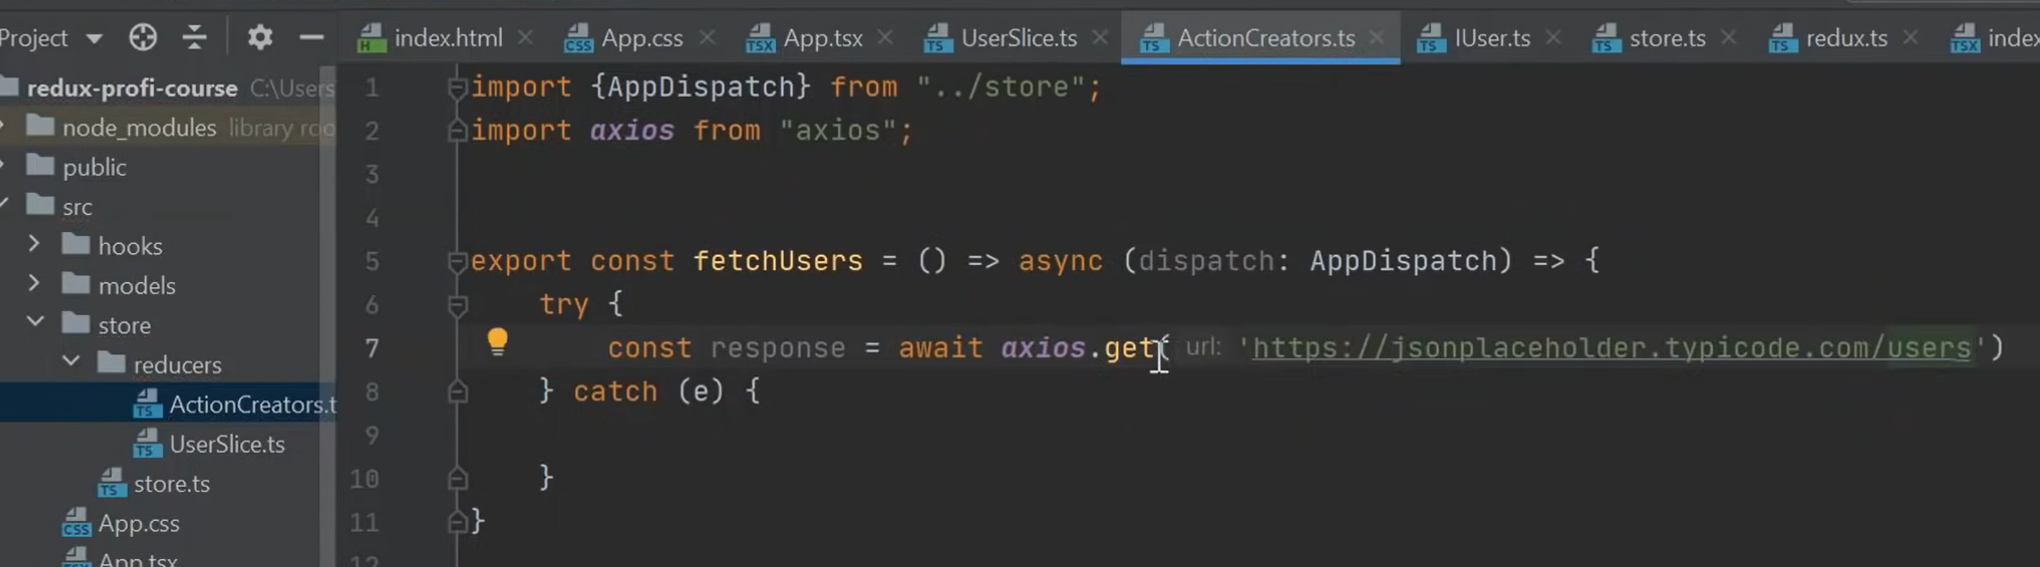 Project
index.html App.css App.tsx UserSlice.ts ActionCreators.ts IUser.ts store.ts redux.ts index
redux-profi-course C:\Users
node_modules library roo
public
src
hooks
models
store
reducers
ActionCreators.t
UserSlice.ts
store.ts
App.css
App.tsx
1 import {AppDispatch} from "../store";
2 import axios from "axios";
3
4
5 export const fetchUsers = () => async (dispatch: AppDispatch) => {
6 try {
7 const response = await axios.get( url: 'https://jsonplaceholder.typicode.com/users')
8 } catch (e) {
9
10 }
11 }
12